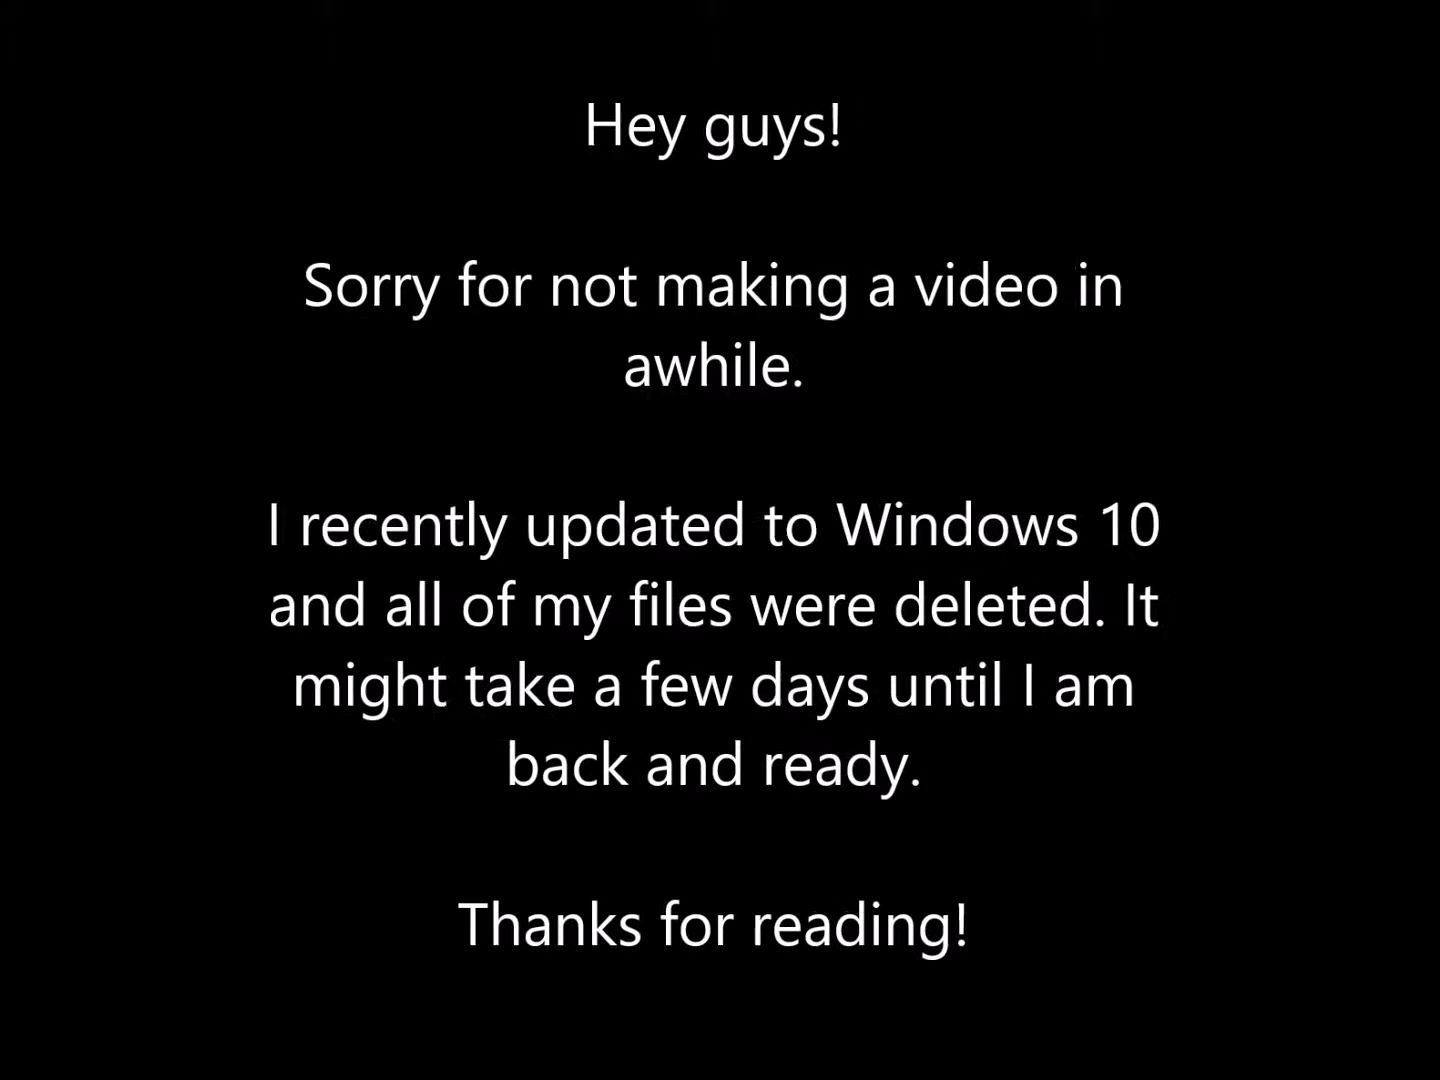 Hey guys!
Sorry for not making a video in
awhile.
I recently updated to Windows 10
and all of my files were deleted. It
might take a few days until I am
back and ready.
Thanks for reading!